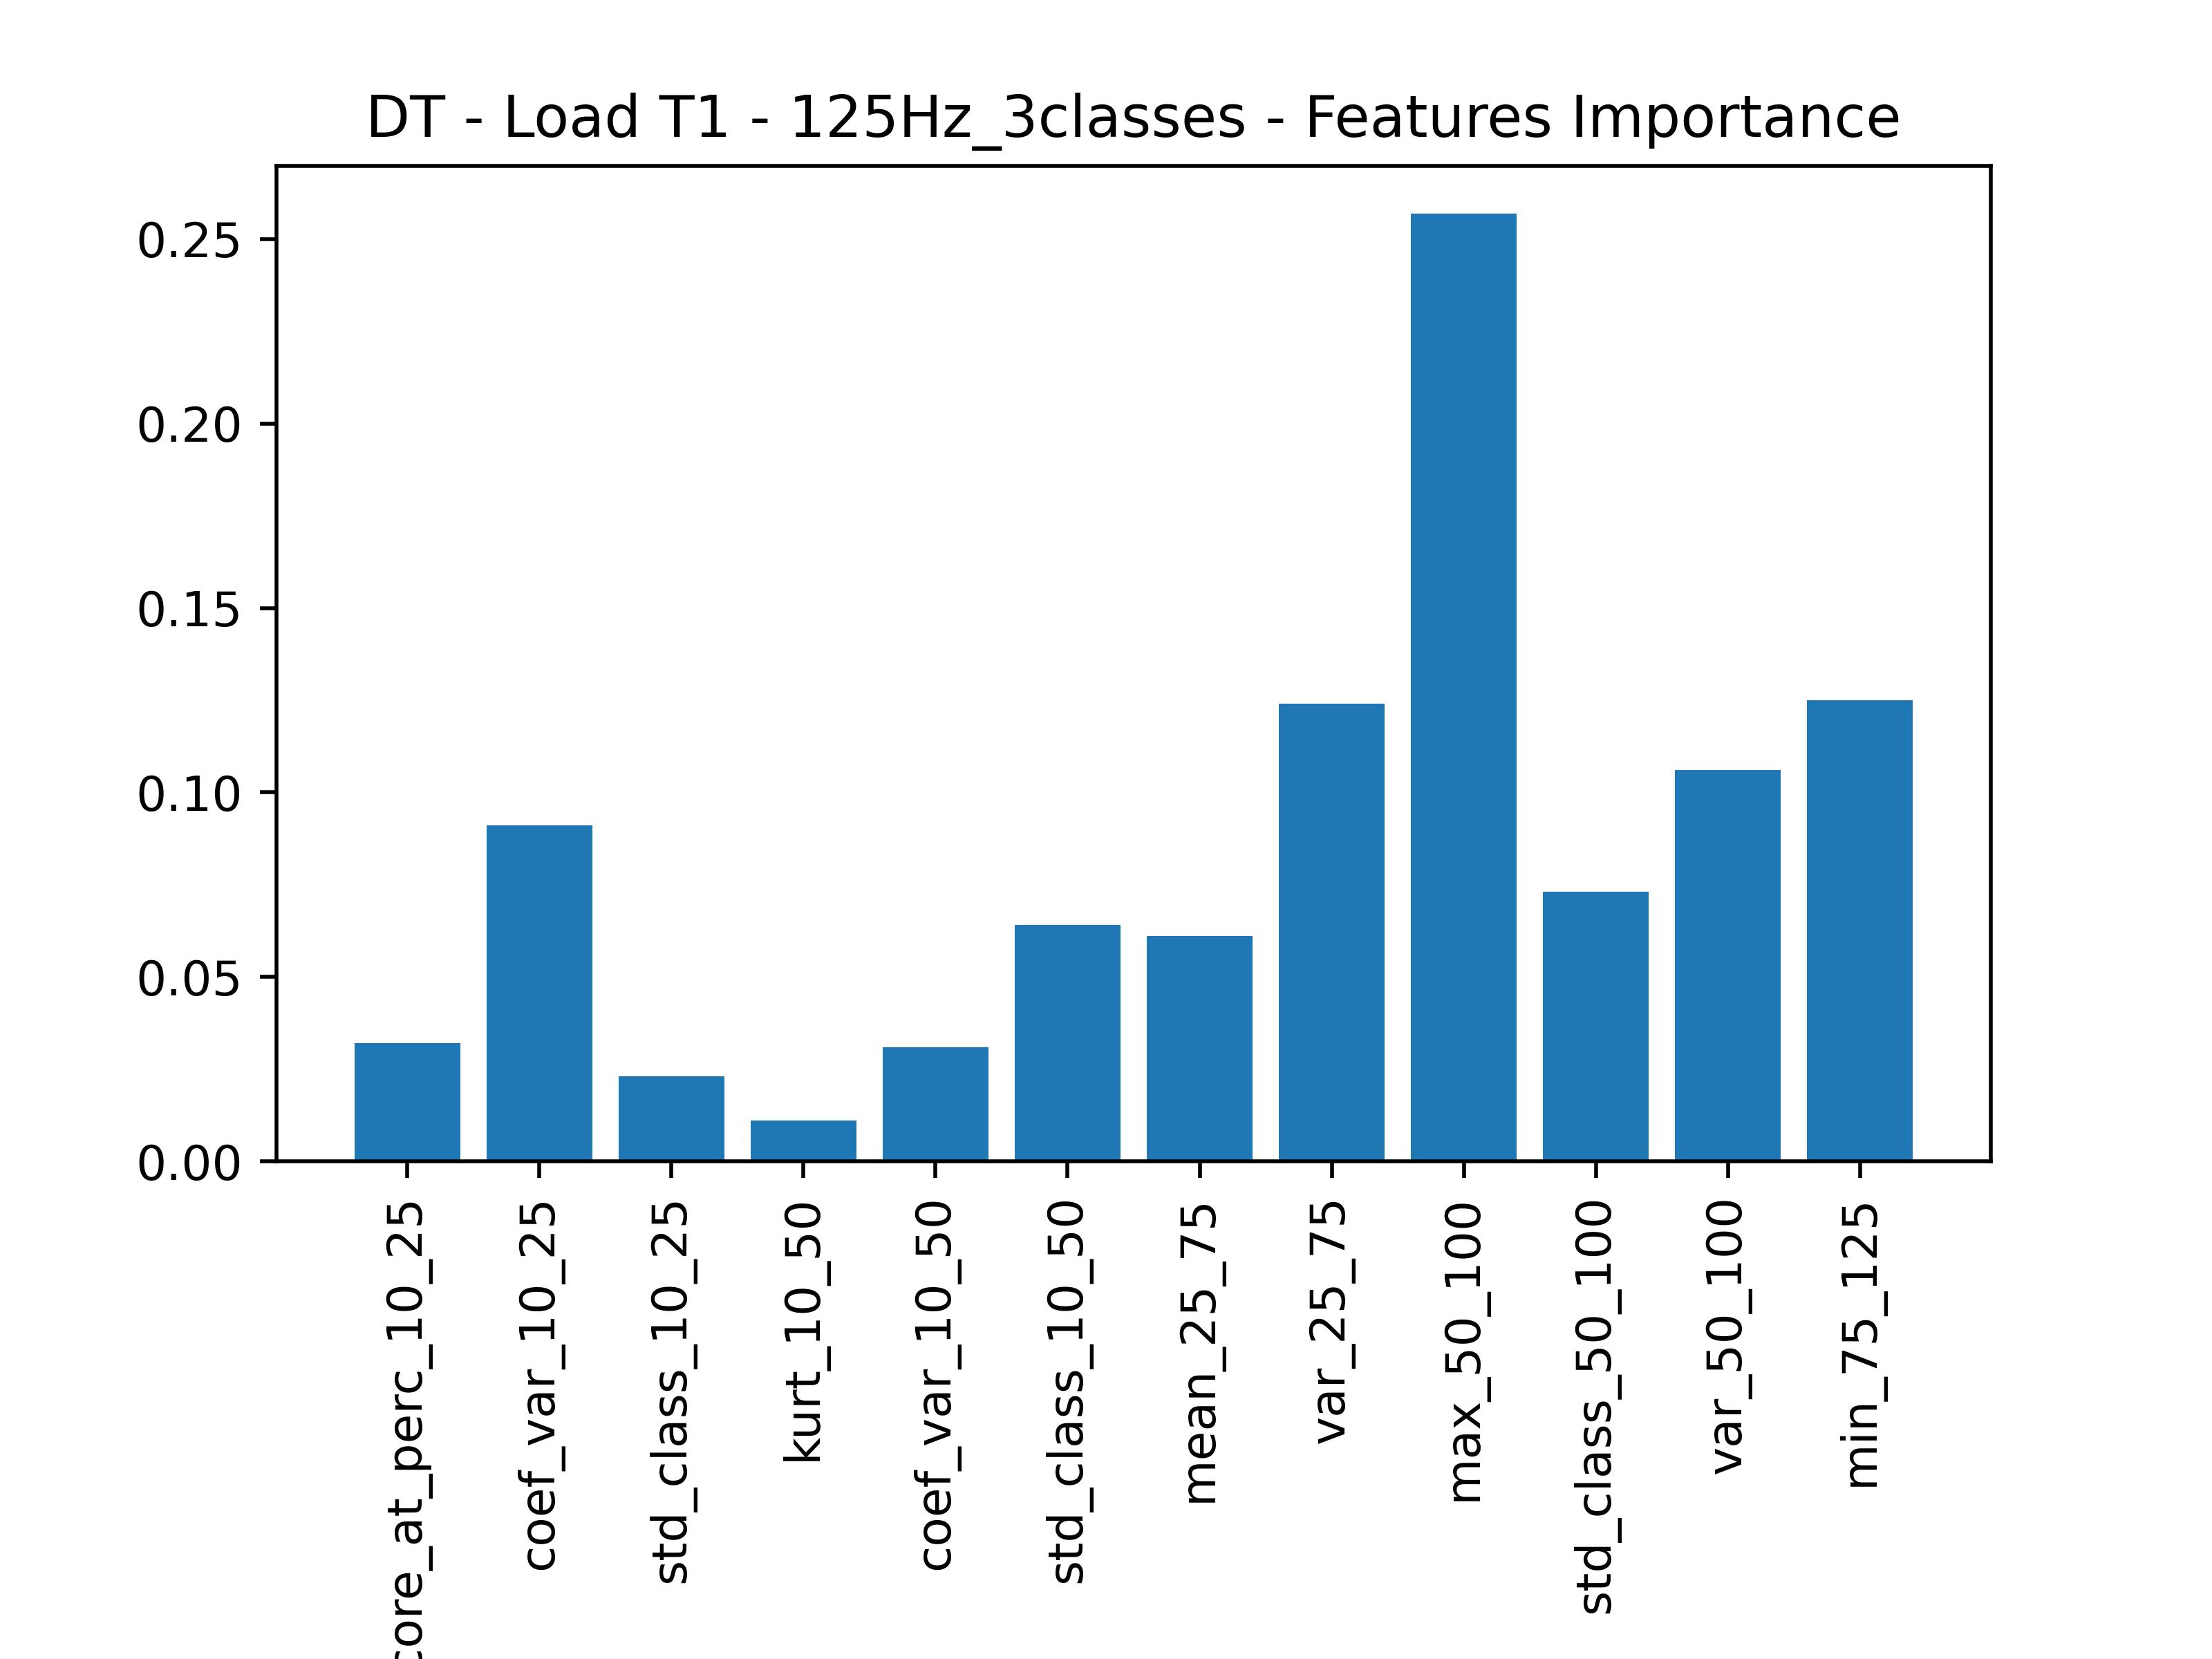 DT - Load T1 - 125Hz_3classes - Features Importance
0.25
0.20
0.15
0.10
0.05
0.00
core_at_perc_10_25
coef_var_10_25
std_class_10_25
kurt_10_50
coef_var_10_50
std_class_10_50
mean_25_75
var_25_75
max_50_100
std_class_50_100
var_50_100
min_75_125